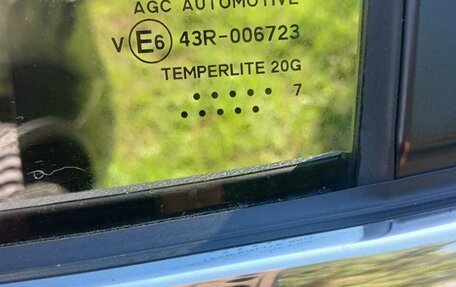 AGC AUTOMOTIVE
V E6 43R-006723
TEMPERLITE 20G
..... 7
.....